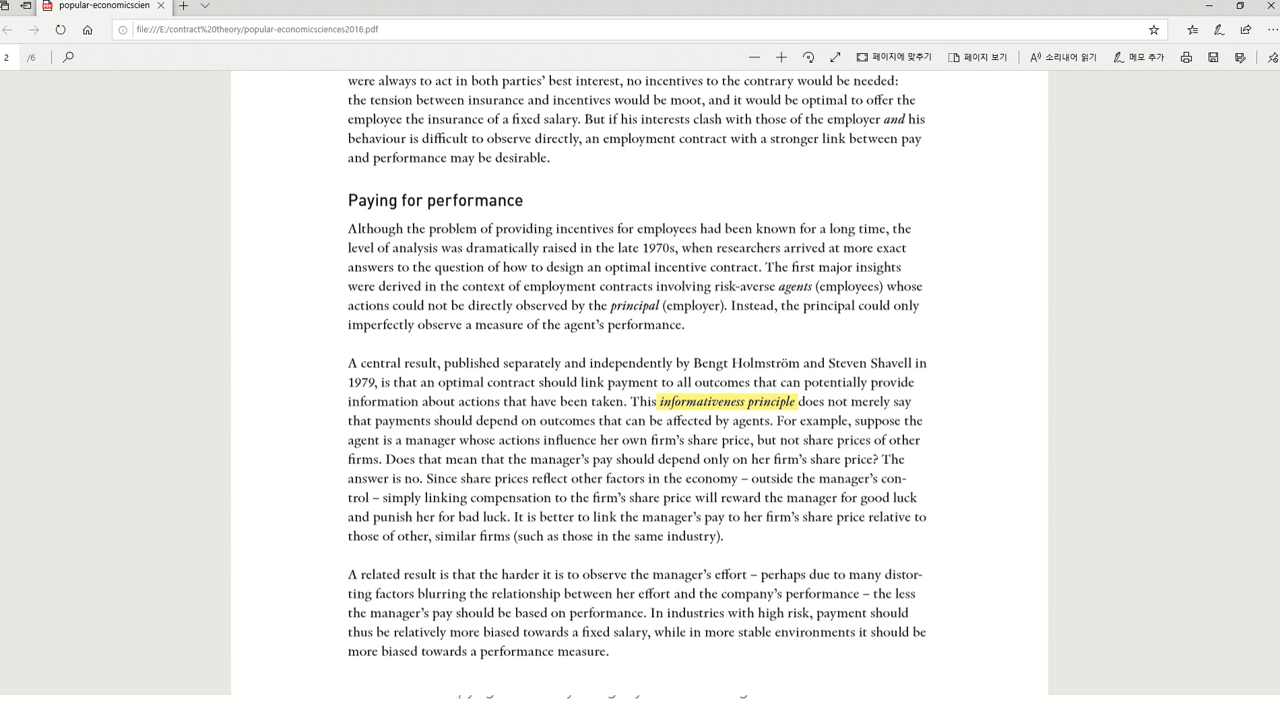 popular-economicscien
file:///E:/contract%20theory/popular-economicsciences2016.pdf
2 /6
페이지에 맞추기 페이지 보기 소리내어 읽기 메모 추가
were always to act in both parties’ best interest, no incentives to the contrary would be needed:
the tension between insurance and incentives would be moot, and it would be optimal to offer the
employee the insurance of a fixed salary. But if his interests clash with those of the employer and his
behaviour is difficult to observe directly, an employment contract with a stronger link between pay
and performance may be desirable.
Paying for performance
Although the problem of providing incentives for employees had been known for a long time, the
level of analysis was dramatically raised in the late 1970s, when researchers arrived at more exact
answers to the question of how to design an optimal incentive contract. The first major insights
were derived in the context of employment contracts involving risk-averse agents (employees) whose
actions could not be directly observed by the principal (employer). Instead, the principal could only
imperfectly observe a measure of the agent’s performance.
A central result, published separately and independently by Bengt Holmström and Steven Shavell in
1979, is that an optimal contract should link payment to all outcomes that can potentially provide
information about actions that have been taken. This informativeness principle does not merely say
that payments should depend on outcomes that can be affected by agents. For example, suppose the
agent is a manager whose actions influence her own firm’s share price, but not share prices of other
firms. Does that mean that the manager’s pay should depend only on her firm’s share price? The
answer is no. Since share prices reflect other factors in the economy – outside the manager’s con-
trol – simply linking compensation to the firm’s share price will reward the manager for good luck
and punish her for bad luck. It is better to link the manager’s pay to her firm’s share price relative to
those of other, similar firms (such as those in the same industry).
A related result is that the harder it is to observe the manager’s effort – perhaps due to many distor-
ting factors blurring the relationship between her effort and the company’s performance – the less
the manager’s pay should be based on performance. In industries with high risk, payment should
thus be relatively more biased towards a fixed salary, while in more stable environments it should be
more biased towards a performance measure.